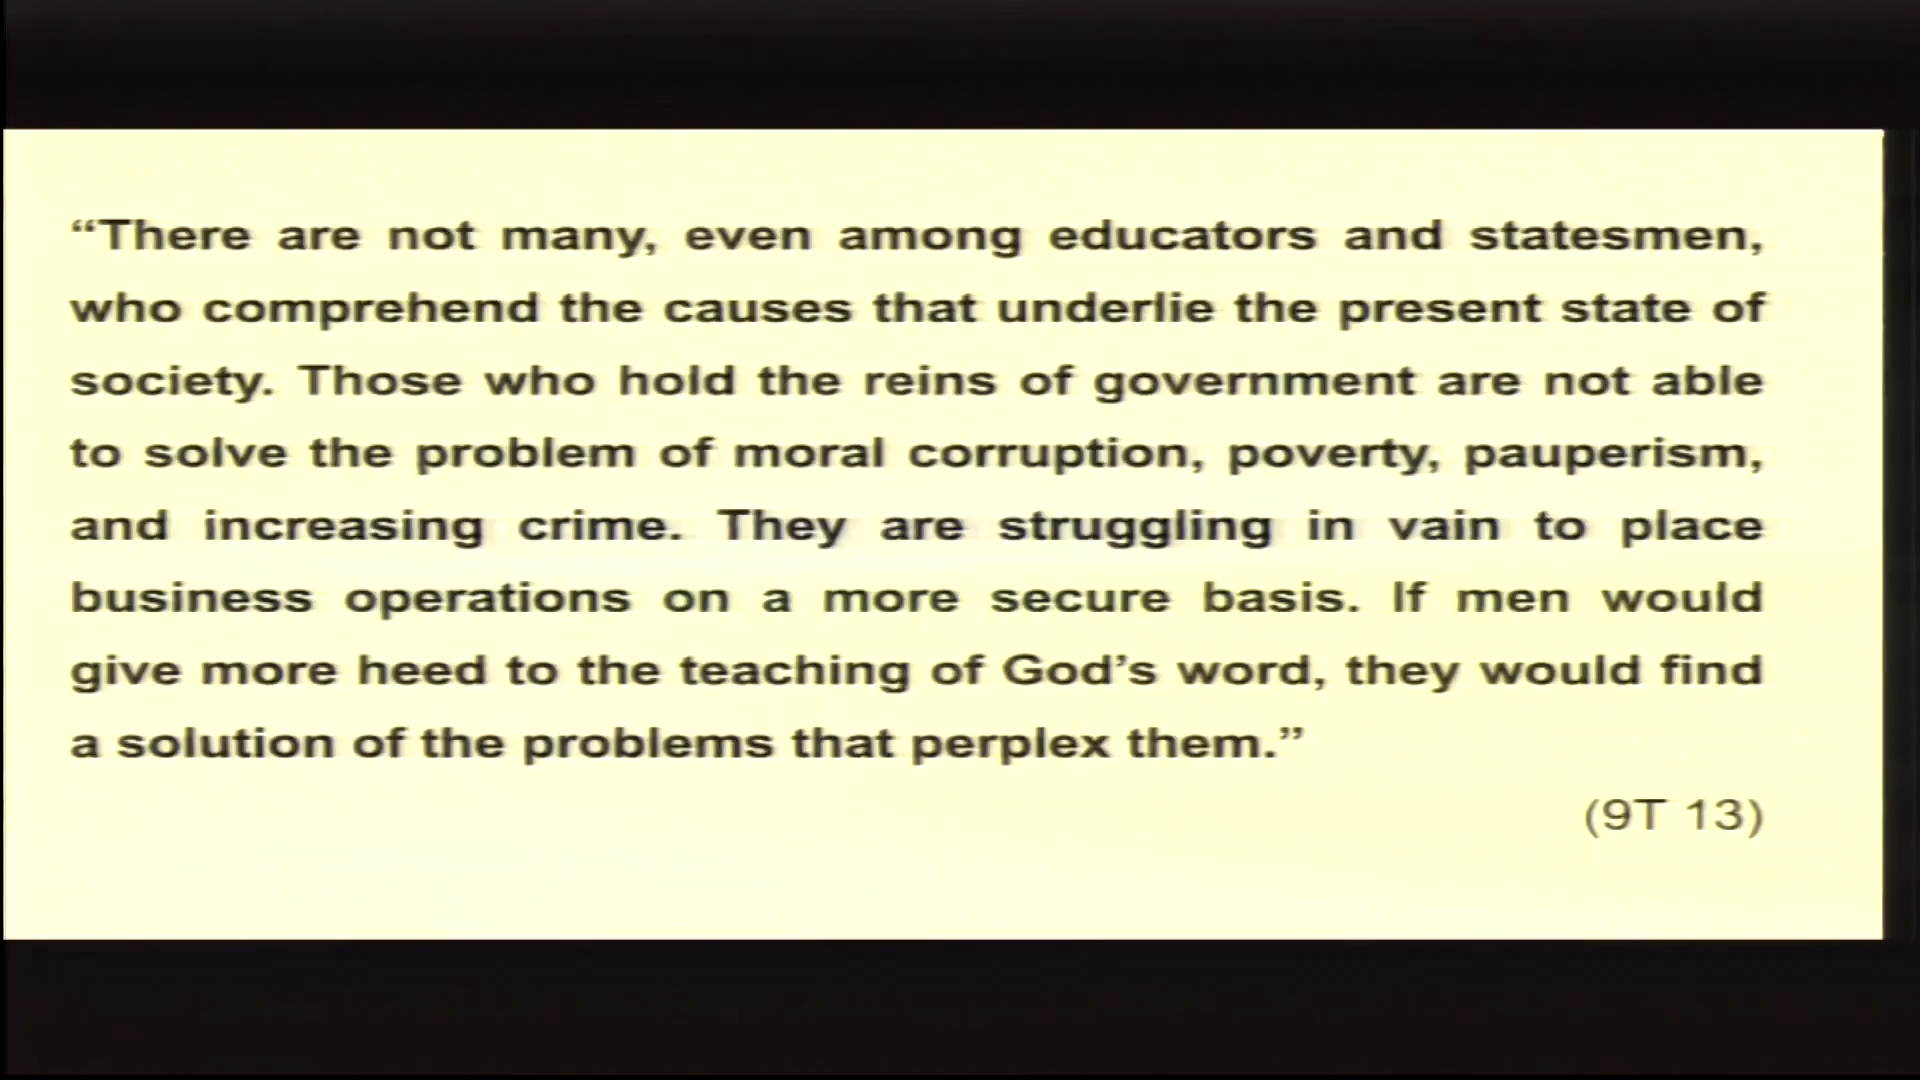 “There are not many, even among educators and statesmen,
who comprehend the causes that underlie the present state of
society. Those who hold the reins of government are not able
to solve the problem of moral corruption, poverty, pauperism,
and increasing crime. They are struggling in vain to place
business operations on a more secure basis. If men would
give more heed to the teaching of God’s word, they would find
a solution of the problems that perplex them.”
(9T 13)